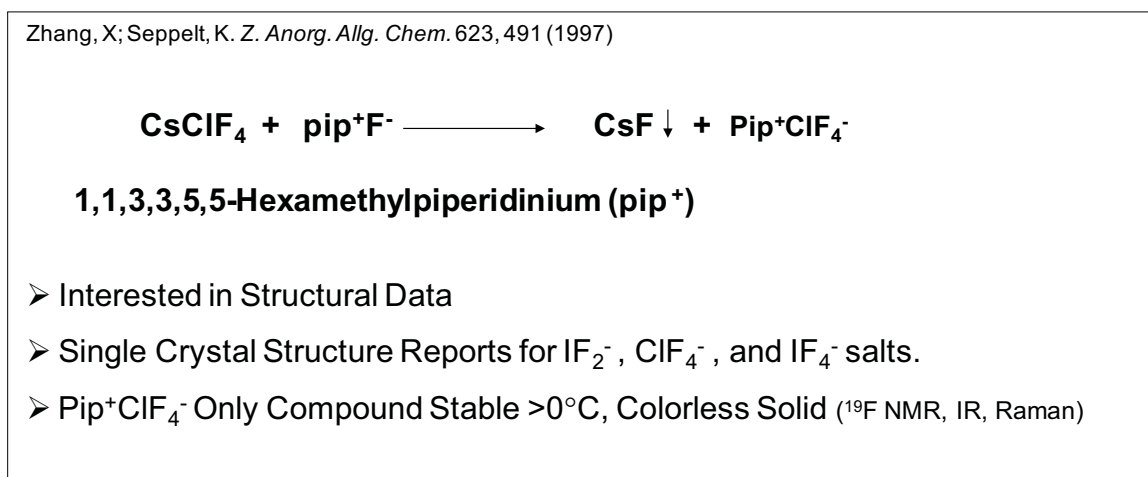 Zhang, X; Seppelt, K. Z. Anorg. Allg. Chem. 623, 491 (1997)
CsClF₄ + pip⁺F⁻ ⟶ CsF↓ + Pip⁺ClF₄⁻
1,1,3,3,5,5-Hexamethylpiperidinium (pip⁺)
➢ Interested in Structural Data
➢ Single Crystal Structure Reports for IF₂⁻ , ClF₄⁻ , and IF₄⁻ salts.
➢ Pip⁺ClF₄⁻ Only Compound Stable >0°C, Colorless Solid (¹⁹F NMR, IR, Raman)